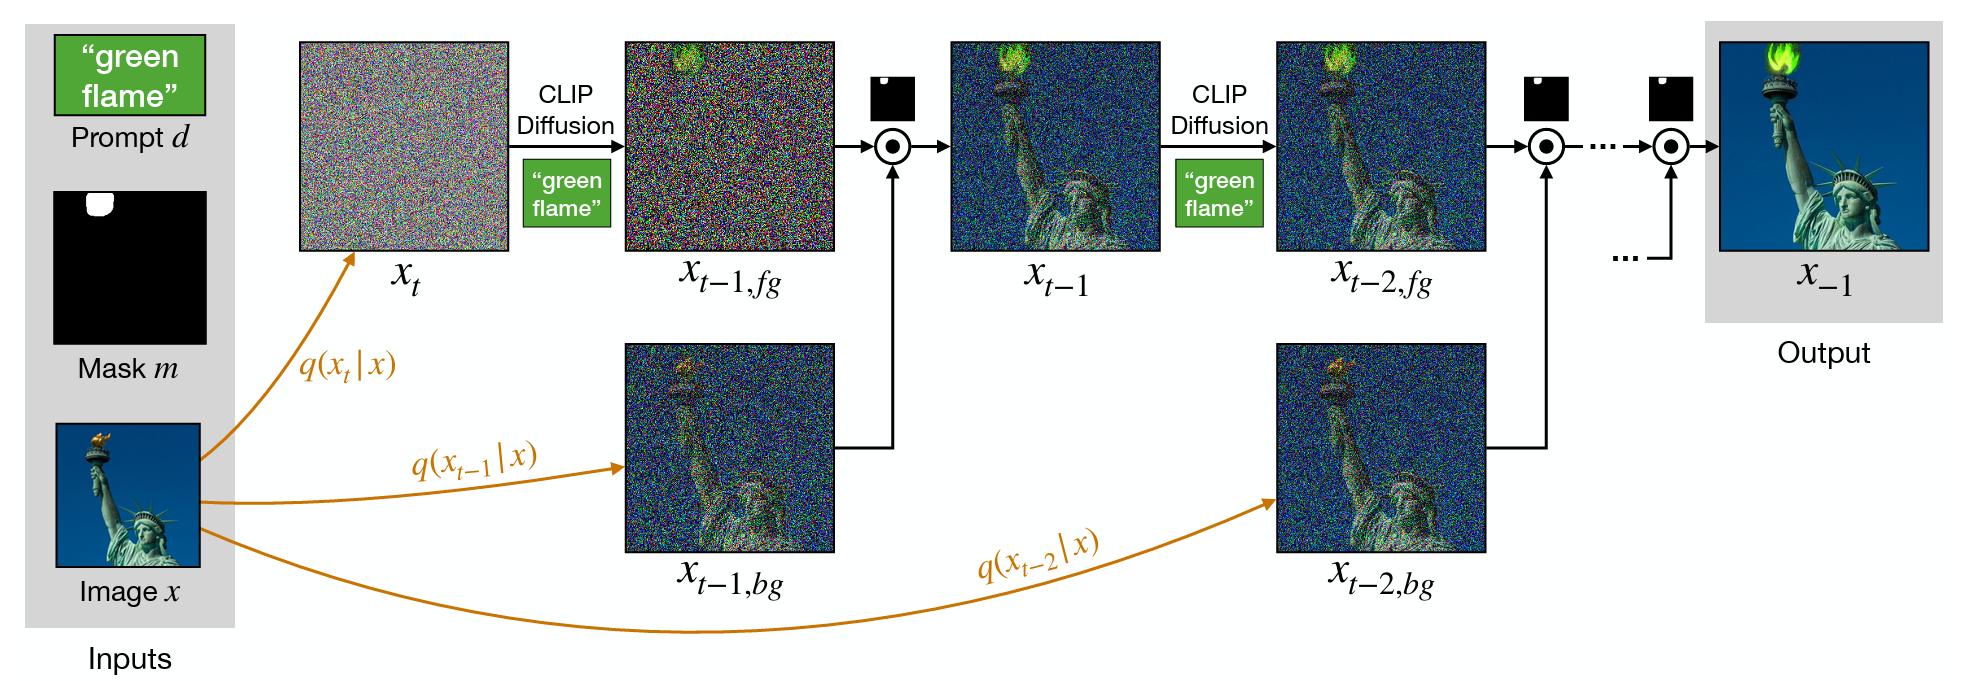 “green
flame”
Prompt d
Mask m
Image x
Inputs
x_t
CLIP
Diffusion
“green
flame”
x_{t−1,fg}
x_{t−1}
CLIP
Diffusion
“green
flame”
x_{t−2,fg}
...
...
x_{−1}
Output
q(x_t|x)
q(x_{t−1}|x)
q(x_{t−2}|x)
x_{t−1,bg}
x_{t−2,bg}